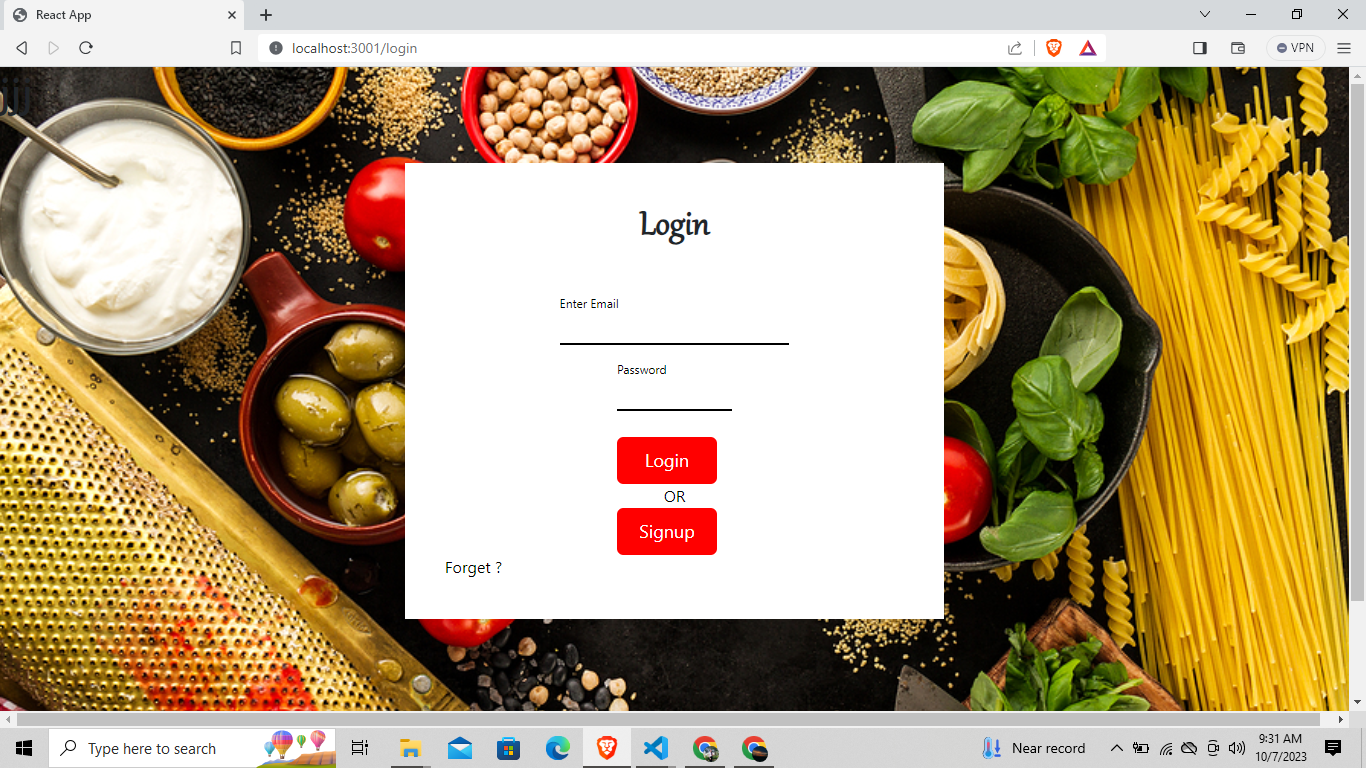 React App
localhost:3001/login
VPN
jjj
Login
Enter Email
Password
Login
OR
Signup
Forget ?
Type here to search
Near record
9:31 AM
10/7/2023